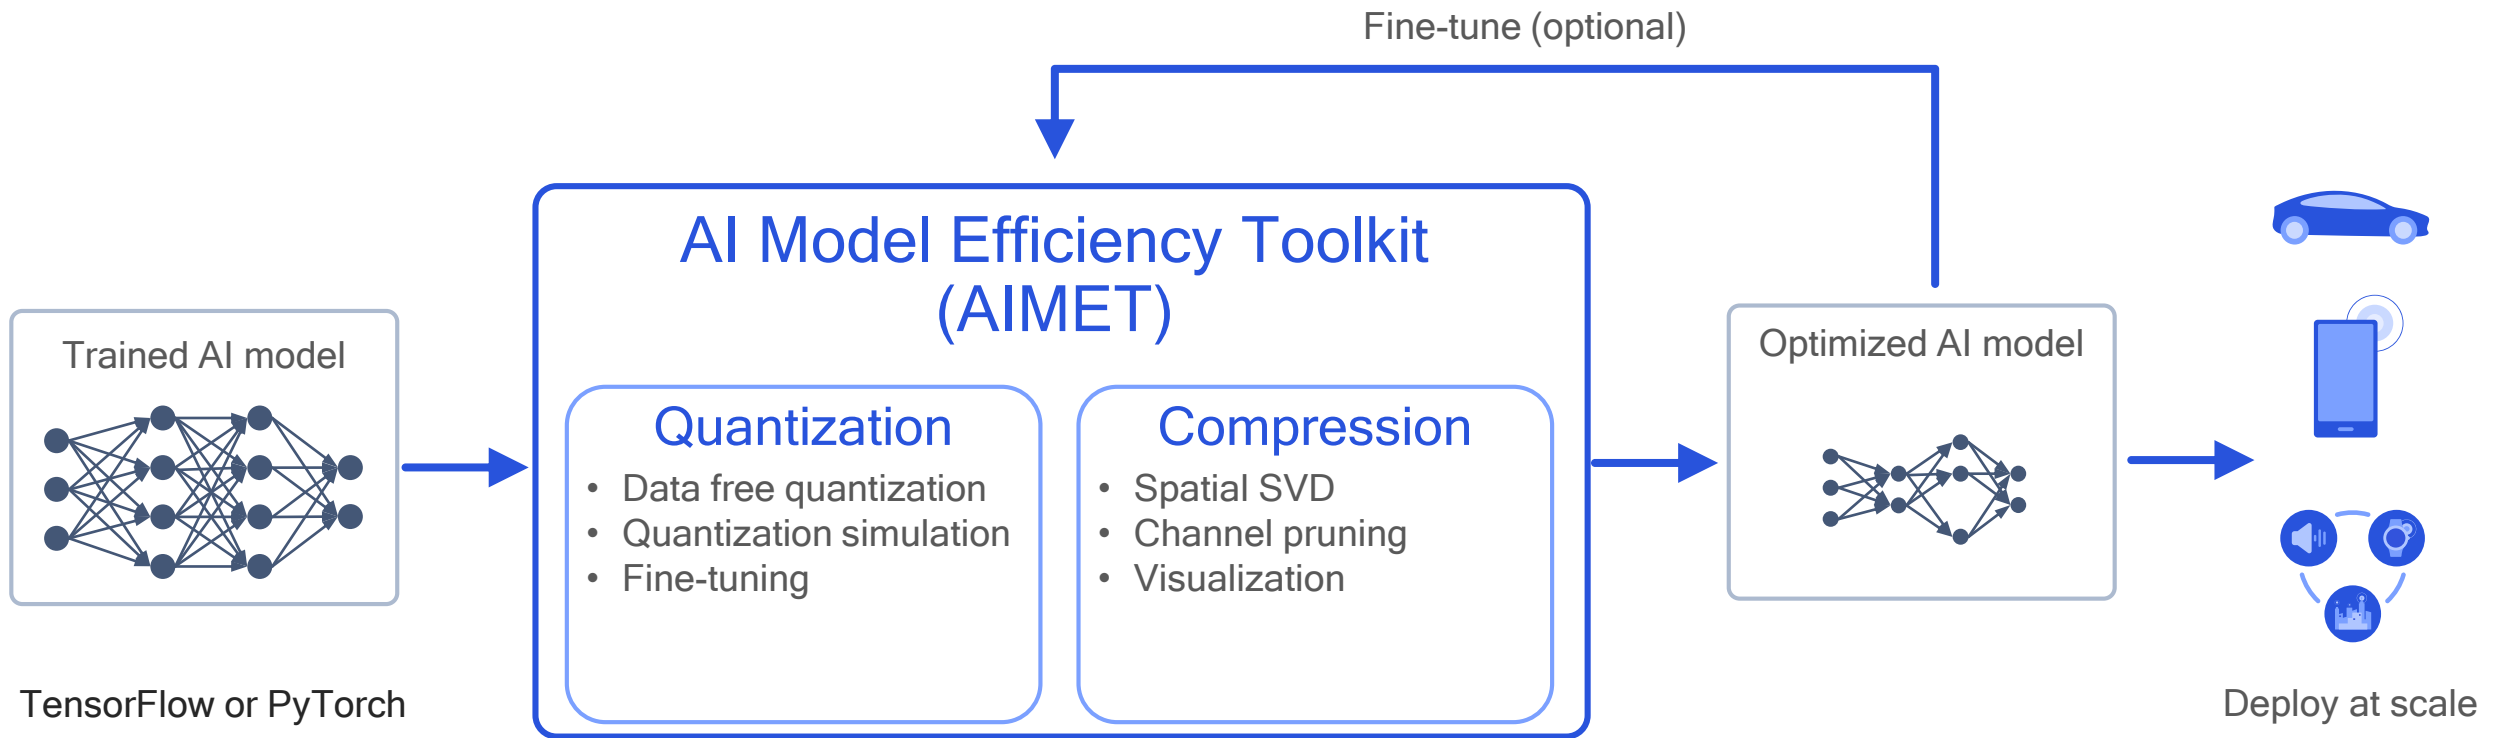 Fine-tune (optional)
AI Model Efficiency Toolkit
(AIMET)
Trained AI model
Optimized AI model
Quantization
• Data free quantization
• Quantization simulation
• Fine-tuning
Compression
• Spatial SVD
• Channel pruning
• Visualization
TensorFlow or PyTorch
Deploy at scale